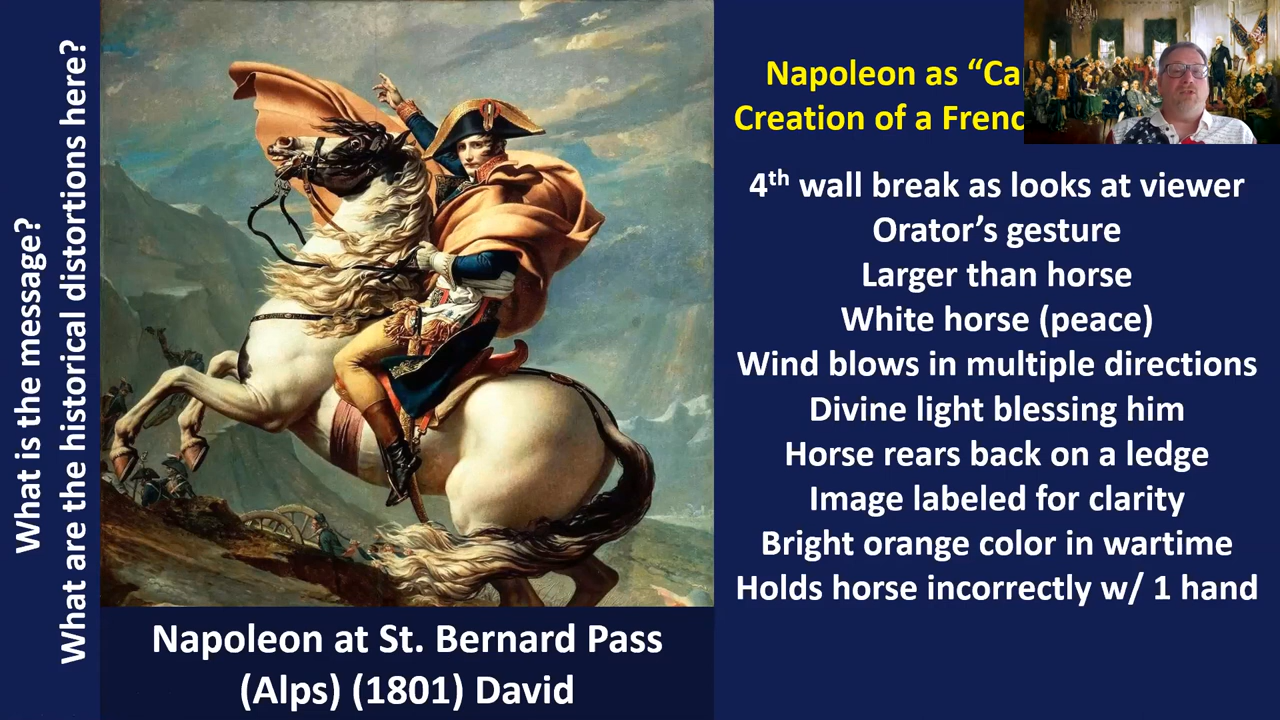 What is the message?
What are the historical distortions here?
Napoleon as “Ca
Creation of a Frenc
4th wall break as looks at viewer
Orator’s gesture
Larger than horse
White horse (peace)
Wind blows in multiple directions
Divine light blessing him
Horse rears back on a ledge
Image labeled for clarity
Bright orange color in wartime
Holds horse incorrectly w/ 1 hand
Napoleon at St. Bernard Pass
(Alps) (1801) David